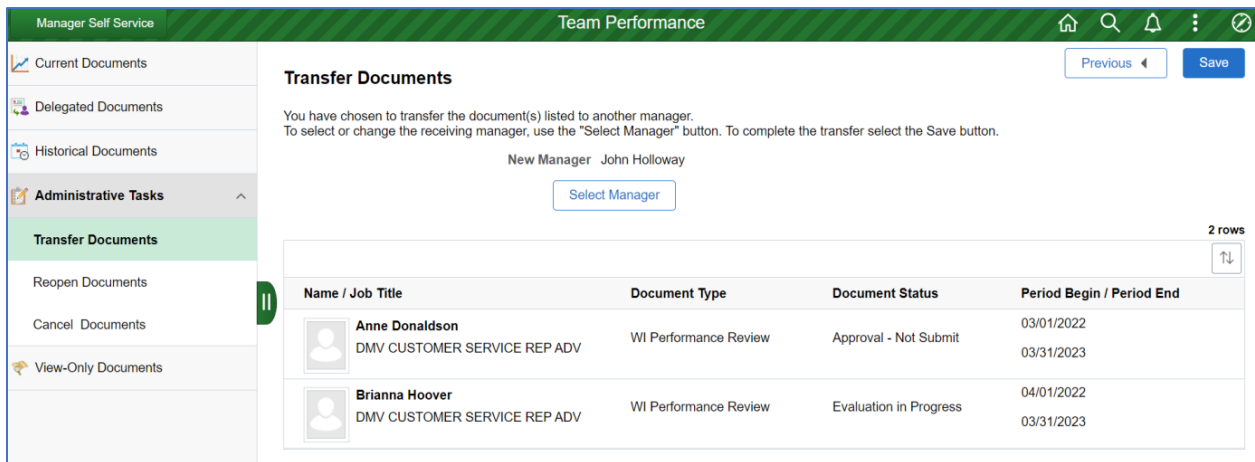 Manager Self Service
Team Performance
Current Documents
Delegated Documents
Historical Documents
Administrative Tasks
Transfer Documents
Reopen Documents
Cancel Documents
View-Only Documents
Previous
Save
Transfer Documents
You have chosen to transfer the document(s) listed to another manager.
To select or change the receiving manager, use the "Select Manager" button. To complete the transfer select the Save button.
New Manager John Holloway
Select Manager
2 rows
Name / Job Title Document Type Document Status Period Begin / Period End
Anne Donaldson
DMV CUSTOMER SERVICE REP ADV
WI Performance Review
Approval - Not Submit
03/01/2022
03/31/2023
Brianna Hoover
DMV CUSTOMER SERVICE REP ADV
WI Performance Review
Evaluation in Progress
04/01/2022
03/31/2023